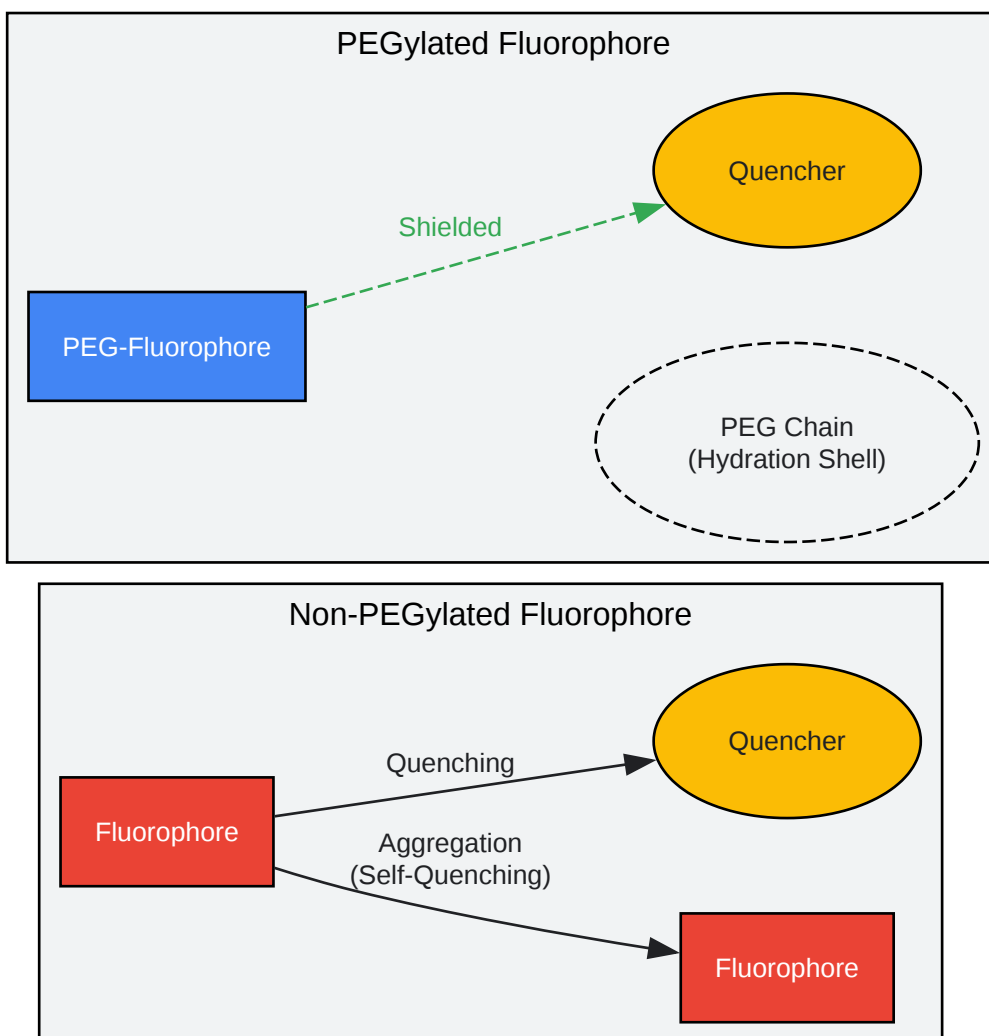 PEGylated Fluorophore
Quencher
Shielded
PEG-Fluorophore
PEG Chain
(Hydration Shell)
Non-PEGylated Fluorophore
Quencher
Quenching
Fluorophore
Aggregation
(Self-Quenching)
Fluorophore